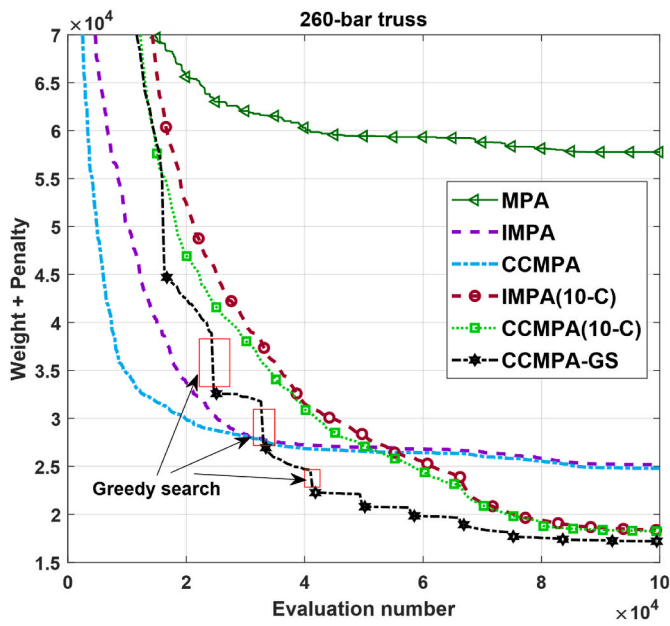 260-bar truss
×10⁴
7
6.5
6
5.5
5
4.5
4
3.5
3
2.5
2
1.5
Weight + Penalty
MPA
IMPA
CCMPA
IMPA(10-C)
CCMPA(10-C)
CCMPA-GS
Greedy search
0 2 4 6 8 10
Evaluation number
×10⁴